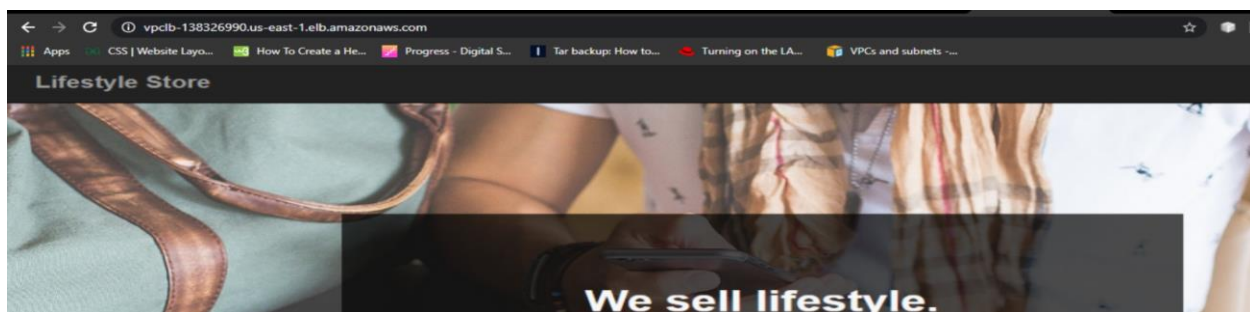 vpclb-138326990.us-east-1.elb.amazonaws.com
Apps CSS | Website Layo... How To Create a He... Progress - Digital S... Tar backup: How to... Turning on the LA... VPCs and subnets -...
Lifestyle Store
We sell lifestyle.